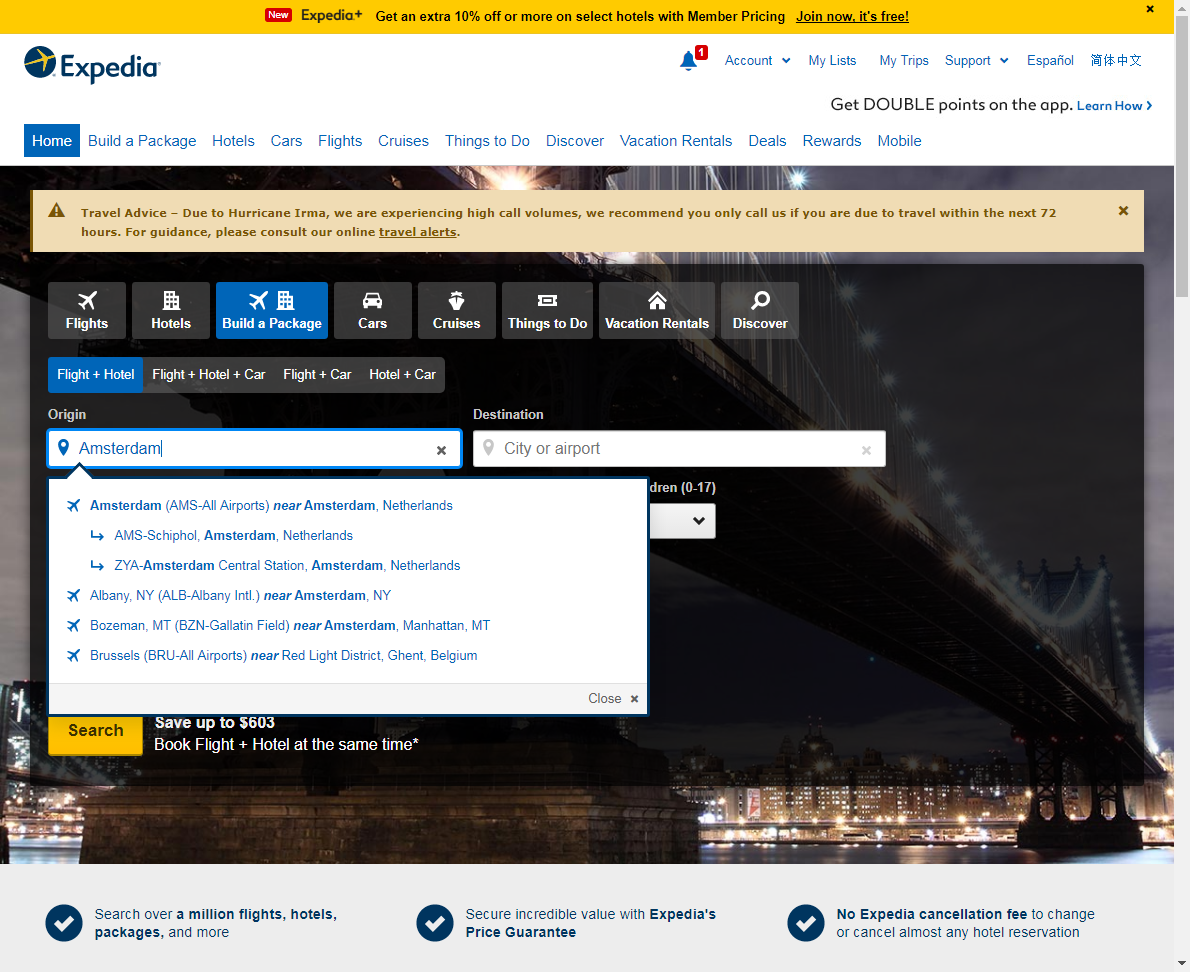 New Expedia+ Get an extra 10% off or more on select hotels with Member Pricing Join now, it's free!
Expedia
1
Account
My Lists
My Trips
Support
Español
简体中文
Get DOUBLE points on the app. Learn How
Home
Build a Package
Hotels
Cars
Flights
Cruises
Things to Do
Discover
Vacation Rentals
Deals
Rewards
Mobile
Travel Advice – Due to Hurricane Irma, we are experiencing high call volumes, we recommend you only call us if you are due to travel within the next 72
hours. For guidance, please consult our online travel alerts.
Flights
Hotels
Build a Package
Cars
Cruises
Things to Do
Vacation Rentals
Discover
Flight + Hotel
Flight + Hotel + Car
Flight + Car
Hotel + Car
Origin
Destination
Amsterdam
City or airport
dren (0-17)
Amsterdam (AMS-All Airports) near Amsterdam, Netherlands
AMS-Schiphol, Amsterdam, Netherlands
ZYA-Amsterdam Central Station, Amsterdam, Netherlands
Albany, NY (ALB-Albany Intl.) near Amsterdam, NY
Bozeman, MT (BZN-Gallatin Field) near Amsterdam, Manhattan, MT
Brussels (BRU-All Airports) near Red Light District, Ghent, Belgium
Close
Search
Save up to $603
Book Flight + Hotel at the same time*
Search over a million flights, hotels,
packages, and more
Secure incredible value with Expedia's
Price Guarantee
No Expedia cancellation fee to change
or cancel almost any hotel reservation